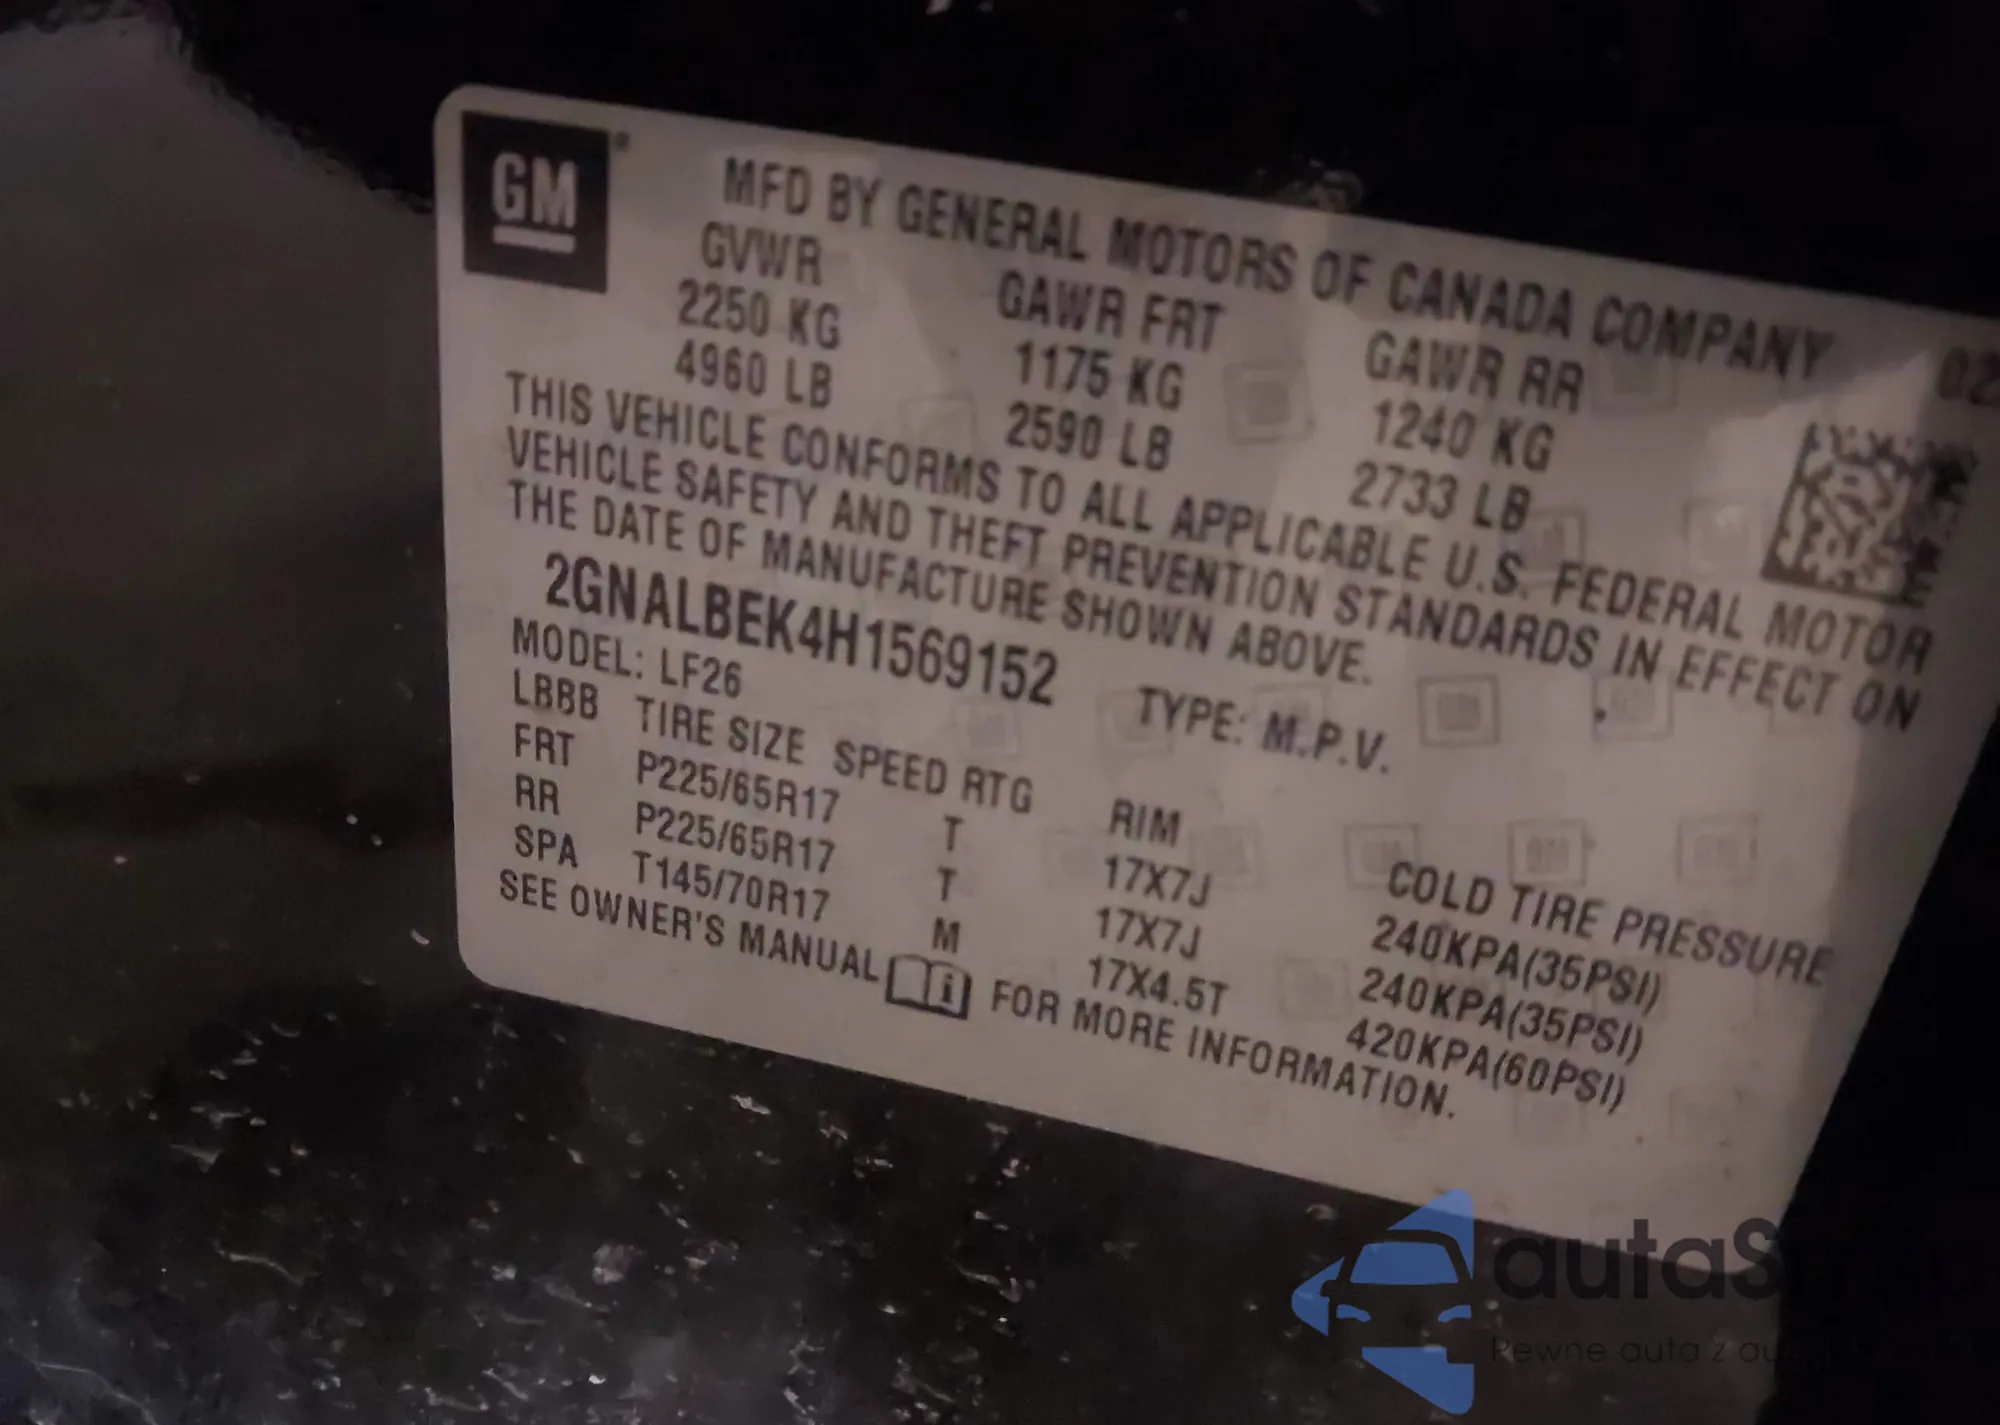 GM
MFD BY GENERAL MOTORS OF CANADA COMPANY 02
GVWR GAWR FRT GAWR RR
2250 KG 1175 KG 1240 KG
4960 LB 2590 LB 2733 LB
THIS VEHICLE CONFORMS TO ALL APPLICABLE U.S. FEDERAL MOTOR
VEHICLE SAFETY AND THEFT PREVENTION STANDARDS IN EFFECT ON
THE DATE OF MANUFACTURE SHOWN ABOVE.
2GNALBEK4H1569152 TYPE: M.P.V.
MODEL: LF26
LBBB TIRE SIZE SPEED RTG RIM COLD TIRE PRESSURE
FRT P225/65R17 T 17X7J 240KPA(35PSI)
RR P225/65R17 T 17X7J 240KPA(35PSI)
SPA T145/70R17 M 17X4.5T 420KPA(60PSI)
SEE OWNER'S MANUAL FOR MORE INFORMATION.
Pewne auto z